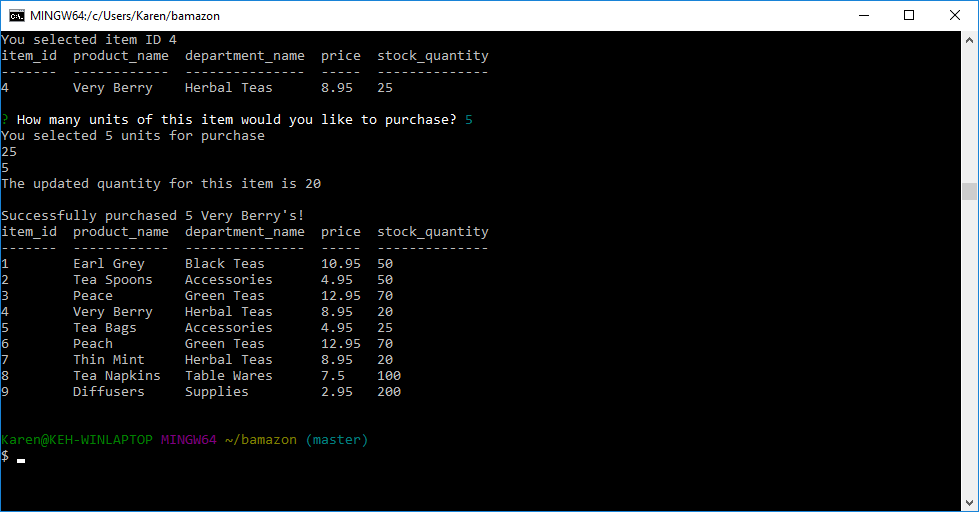 MINGW64:/c/Users/Karen/bamazon
You selected item ID 4
item_id  product_name  department_name  price  stock_quantity
-------  ------------  ---------------  -----  --------------
4        Very Berry    Herbal Teas      8.95   25
? How many units of this item would you like to purchase? 5
You selected 5 units for purchase
25
5
The updated quantity for this item is 20
Successfully purchased 5 Very Berry's!
item_id  product_name  department_name  price  stock_quantity
-------  ------------  ---------------  -----  --------------
1        Earl Grey     Black Teas       10.95  50
2        Tea Spoons    Accessories      4.95   50
3        Peace         Green Teas       12.95  70
4        Very Berry    Herbal Teas      8.95   20
5        Tea Bags      Accessories      4.95   25
6        Peach         Green Teas       12.95  70
7        Thin Mint     Herbal Teas      8.95   20
8        Tea Napkins   Table Wares      7.5    100
9        Diffusers     Supplies         2.95   200
Karen@KEH-WINLAPTOP MINGW64 ~/bamazon (master)
$